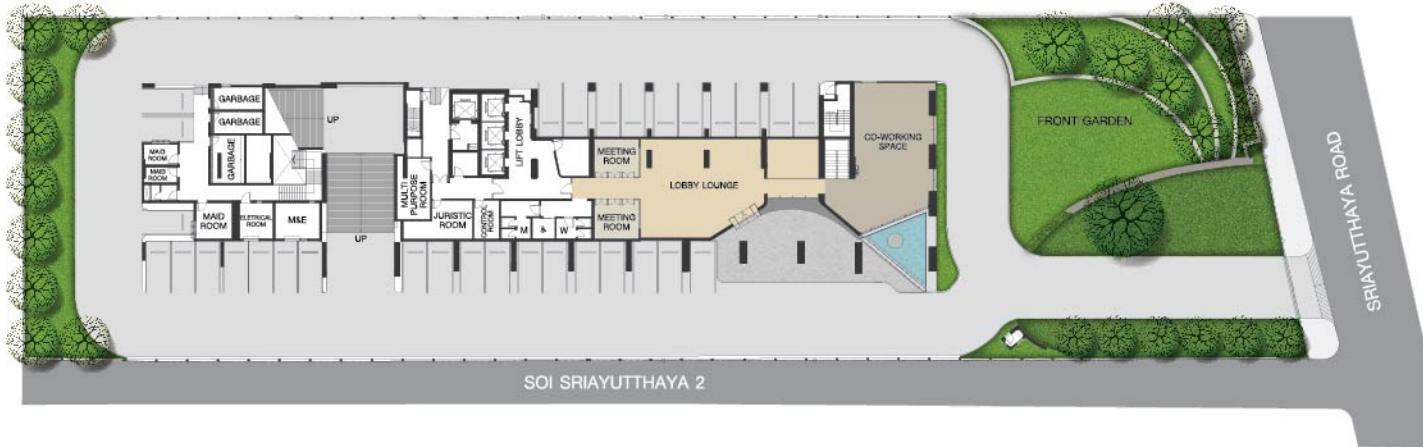 GARBAGE
GARBAGE
GARBAGE
UP
UP
MAID
ROOM
MAID
ROOM
MAID
ROOM
ELETRICAL
ROOM
M&E
MULTI
PURPOSE
ROOM
JURISTIC
ROOM
CONTROL
ROOM
LIFT LOBBY
M
W
MEETING
ROOM
MEETING
ROOM
LOBBY LOUNGE
CO-WORKING
SPACE
FRONT GARDEN
SRIAYUTTHAYA ROAD
SOI SRIAYUTTHAYA 2